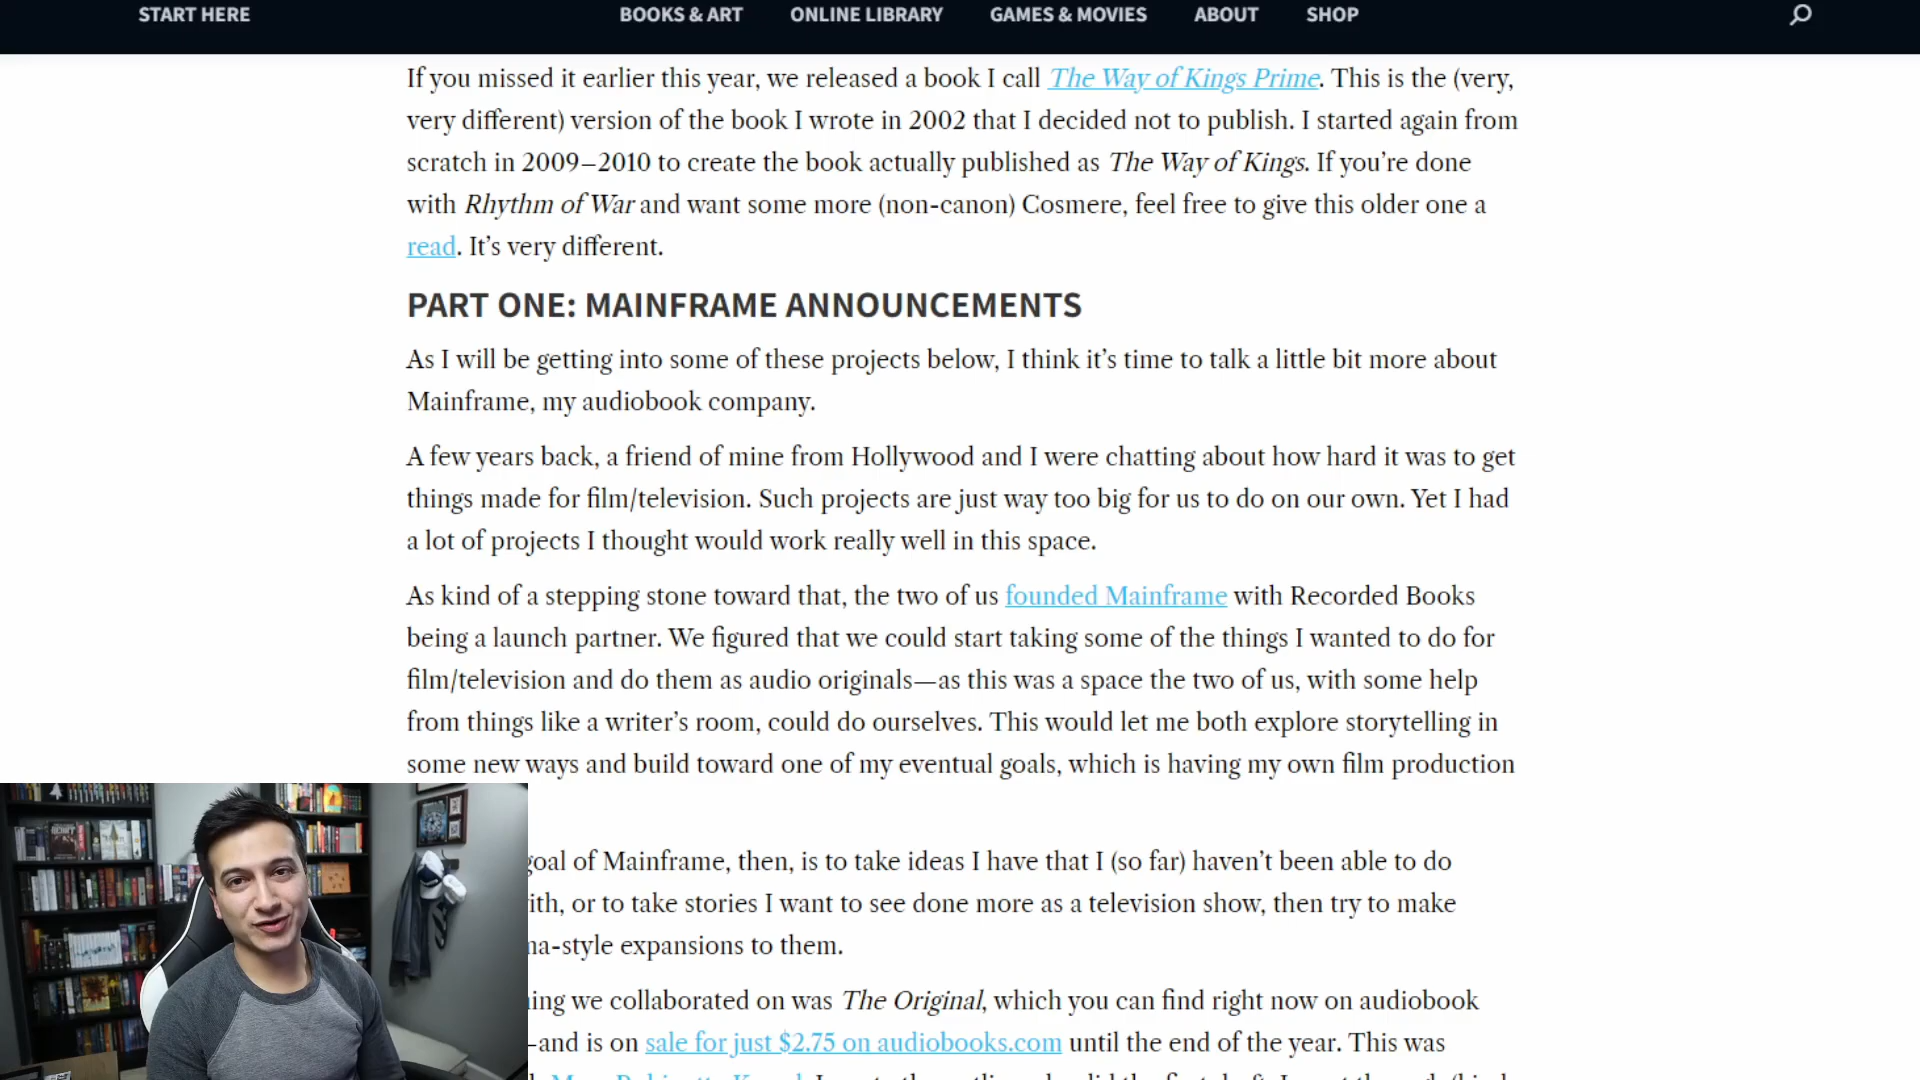 START HERE
BOOKS & ART
ONLINE LIBRARY
GAMES & MOVIES
ABOUT
SHOP
If you missed it earlier this year, we released a book I call The Way of Kings Prime. This is the (very,
very different) version of the book I wrote in 2002 that I decided not to publish. I started again from
scratch in 2009–2010 to create the book actually published as The Way of Kings. If you’re done
with Rhythm of War and want some more (non-canon) Cosmere, feel free to give this older one a
read. It’s very different.
PART ONE: MAINFRAME ANNOUNCEMENTS
As I will be getting into some of these projects below, I think it’s time to talk a little bit more about
Mainframe, my audiobook company.
A few years back, a friend of mine from Hollywood and I were chatting about how hard it was to get
things made for film/television. Such projects are just way too big for us to do on our own. Yet I had
a lot of projects I thought would work really well in this space.
As kind of a stepping stone toward that, the two of us founded Mainframe with Recorded Books
being a launch partner. We figured that we could start taking some of the things I wanted to do for
film/television and do them as audio originals—as this was a space the two of us, with some help
from things like a writer’s room, could do ourselves. This would let me both explore storytelling in
some new ways and build toward one of my eventual goals, which is having my own film production
goal of Mainframe, then, is to take ideas I have that I (so far) haven’t been able to do
ith, or to take stories I want to see done more as a television show, then try to make
na-style expansions to them.
ing we collaborated on was The Original, which you can find right now on audiobook
—and is on sale for just $2.75 on audiobooks.com until the end of the year. This was